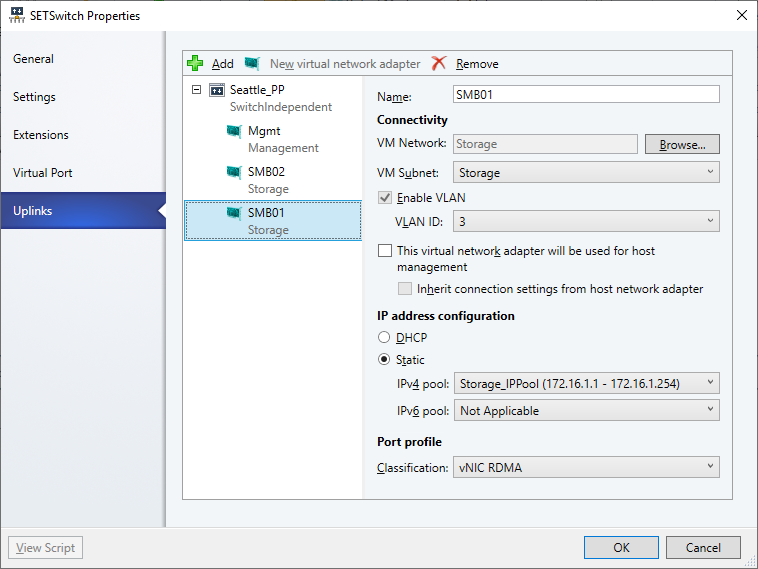 SETSwitch Properties
General
Settings
Extensions
Virtual Port
Uplinks
Add New virtual network adapter Remove
Seattle_PP
SwitchIndependent
Mgmt
Management
SMB02
Storage
SMB01
Storage
Name: SMB01
Connectivity
VM Network: Storage Browse...
VM Subnet: Storage
Enable VLAN
VLAN ID: 3
This virtual network adapter will be used for host
management
Inherit connection settings from host network adapter
IP address configuration
DHCP
Static
IPv4 pool: Storage_IPPool (172.16.1.1 - 172.16.1.254)
IPv6 pool: Not Applicable
Port profile
Classification: vNIC RDMA
View Script OK Cancel